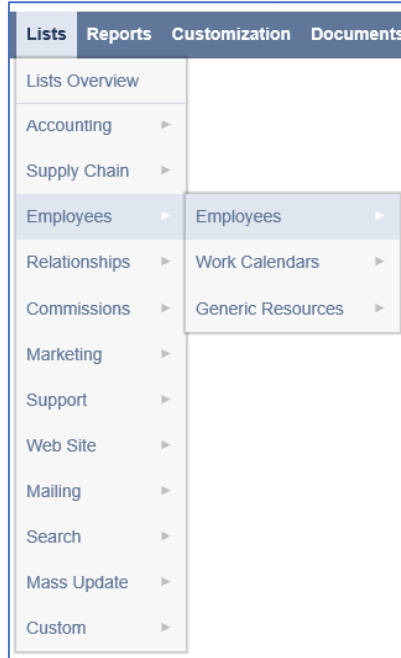 Lists Reports Customization Documents
Lists Overview
Accounting
Supply Chain
Employees
Employees
Relationships
Work Calendars
Commissions
Generic Resources
Marketing
Support
Web Site
Mailing
Search
Mass Update
Custom